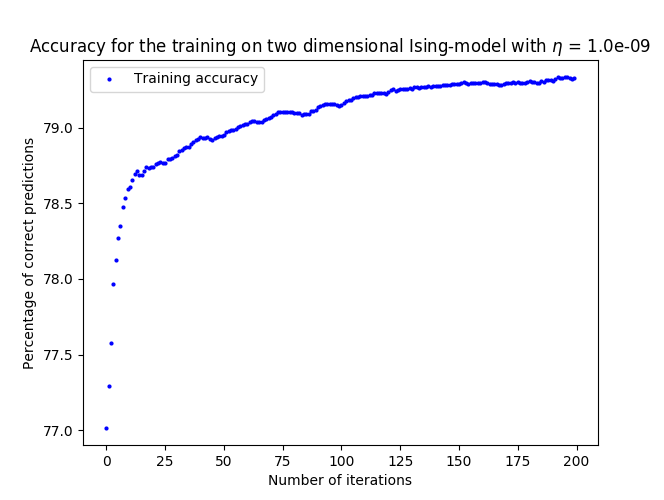 Accuracy for the training on two dimensional Ising-model with η = 1.0e-09
Training accuracy
Percentage of correct predictions
79.0
78.5
78.0
77.5
77.0
0 25 50 75 100 125 150 175 200
Number of iterations